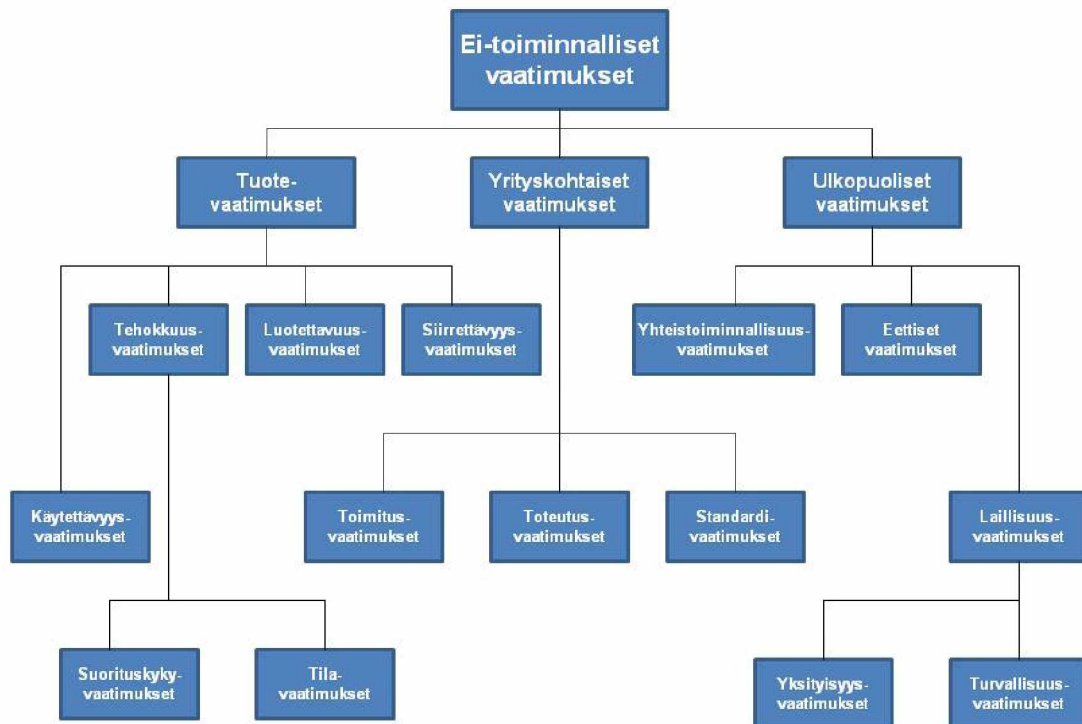 Ei-toiminnalliset
vaatimukset
Tuote-
vaatimukset
Yrityskohtaiset
vaatimukset
Ulkopuoliset
vaatimukset
Tehokkuus-
vaatimukset
Luotettavuus-
vaatimukset
Siirrettävyys-
vaatimukset
Yhteistoiminnallisuus-
vaatimukset
Eettiset
vaatimukset
Käytettävyys-
vaatimukset
Toimitus-
vaatimukset
Toteutus-
vaatimukset
Standardi-
vaatimukset
Laillisuus-
vaatimukset
Suorituskyky-
vaatimukset
Tila-
vaatimukset
Yksityisyys-
vaatimukset
Turvallisuus-
vaatimukset